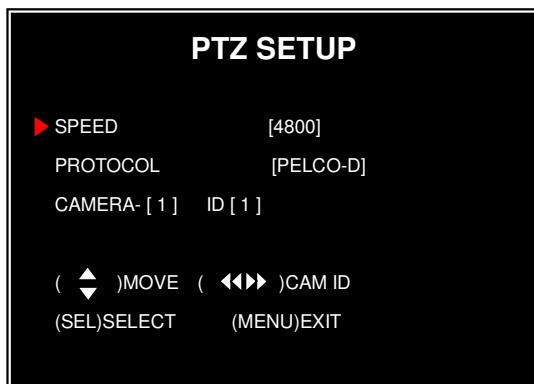 PTZ SETUP
SPEED [4800]
PROTOCOL [PELCO-D]
CAMERA- [ 1 ] ID [ 1 ]
( )MOVE ( )CAM ID
(SEL)SELECT (MENU)EXIT